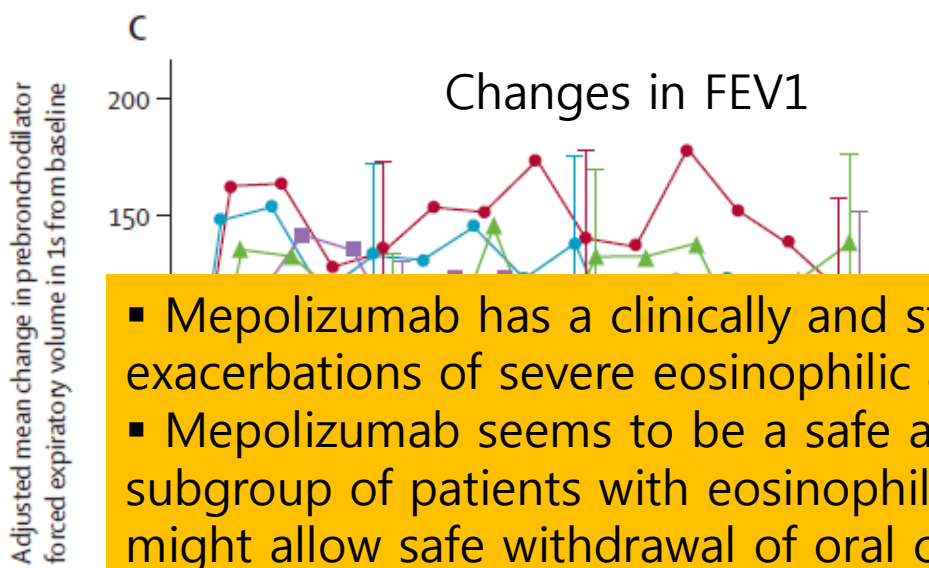 C
Adjusted mean change in prebronchodilator
forced expiratory volume in 1s from baseline
200
Changes in FEV1
150
▪ Mepolizumab has a clinically and
exacerbations of severe eosinophilic
▪ Mepolizumab seems to be a safe
subgroup of patients with
might allow safe withdrawal of oral